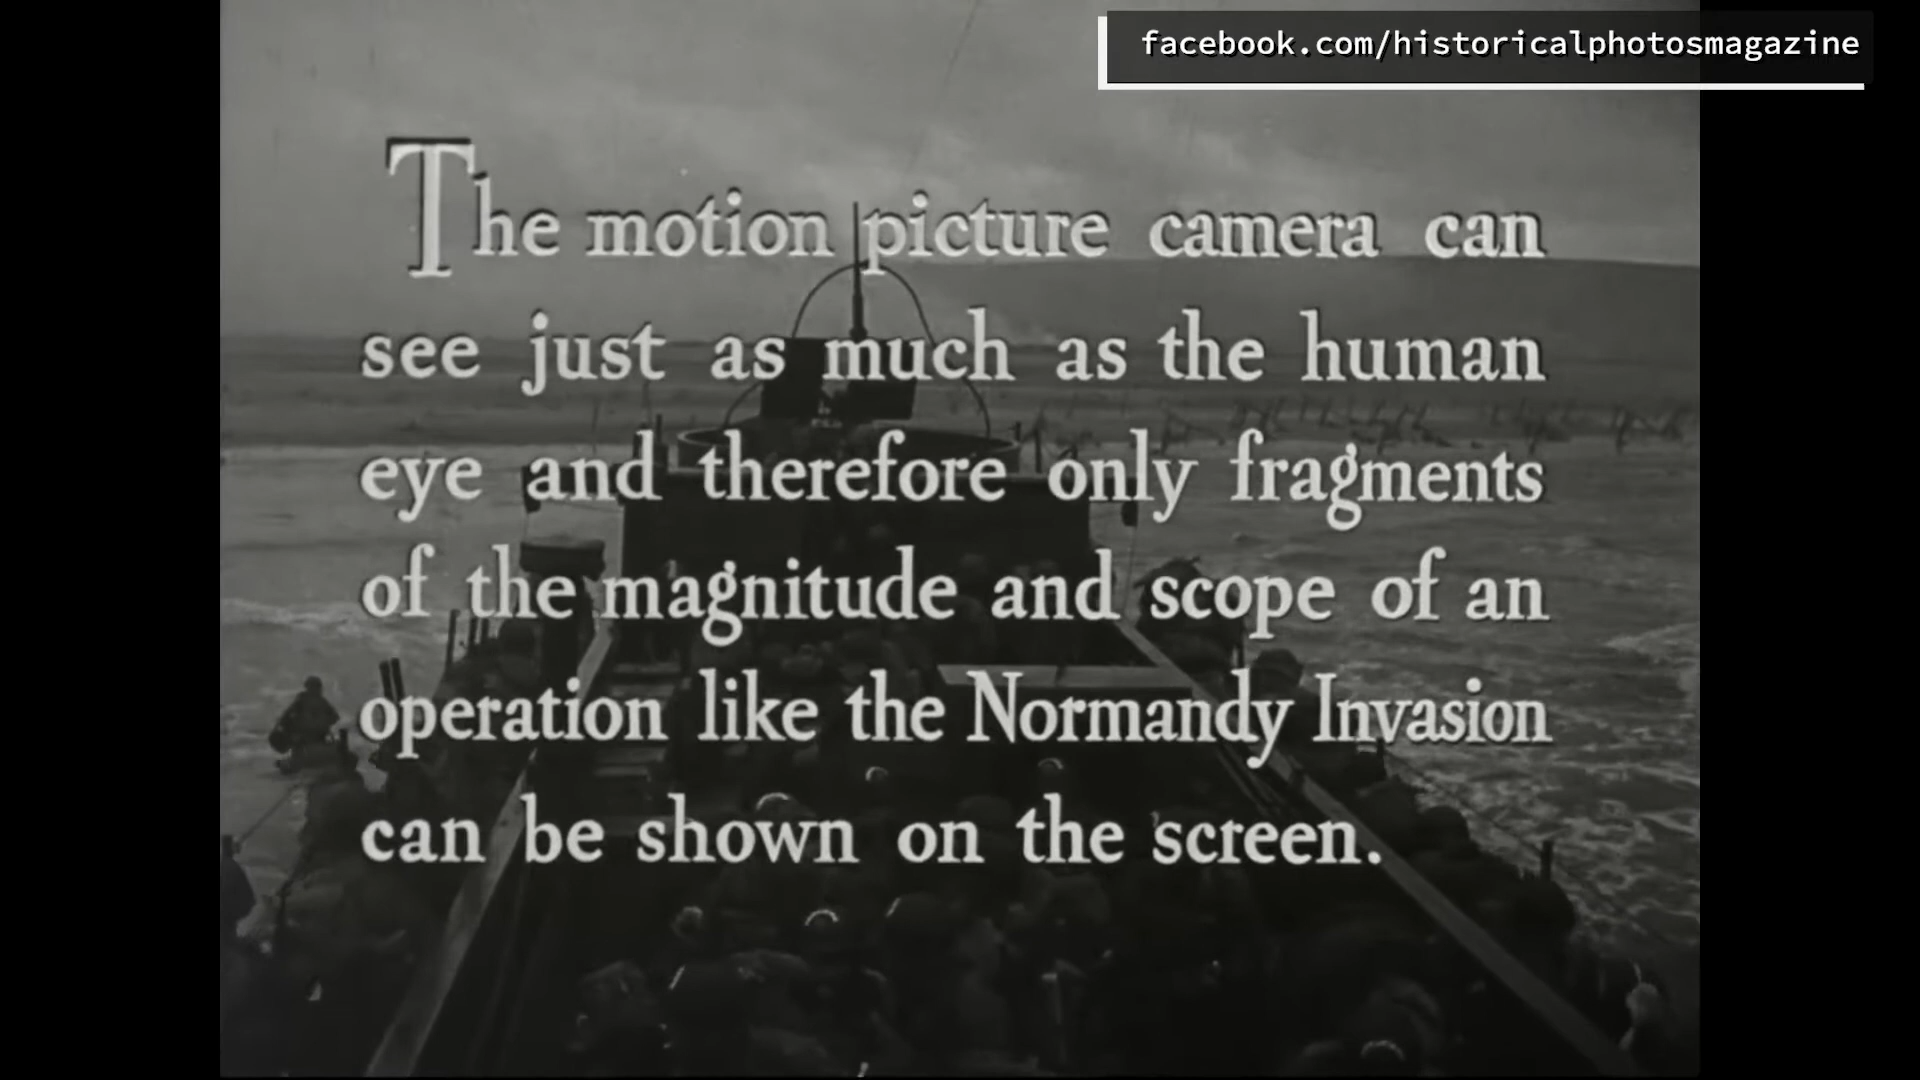 facebook.com/historicalphotosmagazine
The motion picture camera can
see just as much as the human
eye and therefore only fragments
of the magnitude and scope of an
operation like the Normandy Invasion
can be shown on the screen.